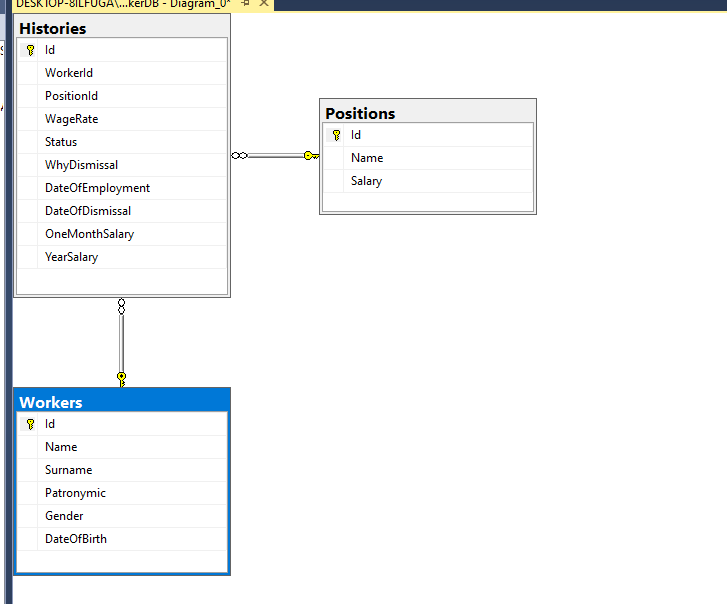 DESKTOP-8ILFUGA\...kerDB - Diagram_0*
Histories
Id
WorkerId
PositionId
WageRate
Status
WhyDismissal
DateOfEmployment
DateOfDismissal
OneMonthSalary
YearSalary
Positions
Id
Name
Salary
Workers
Id
Name
Surname
Patronymic
Gender
DateOfBirth